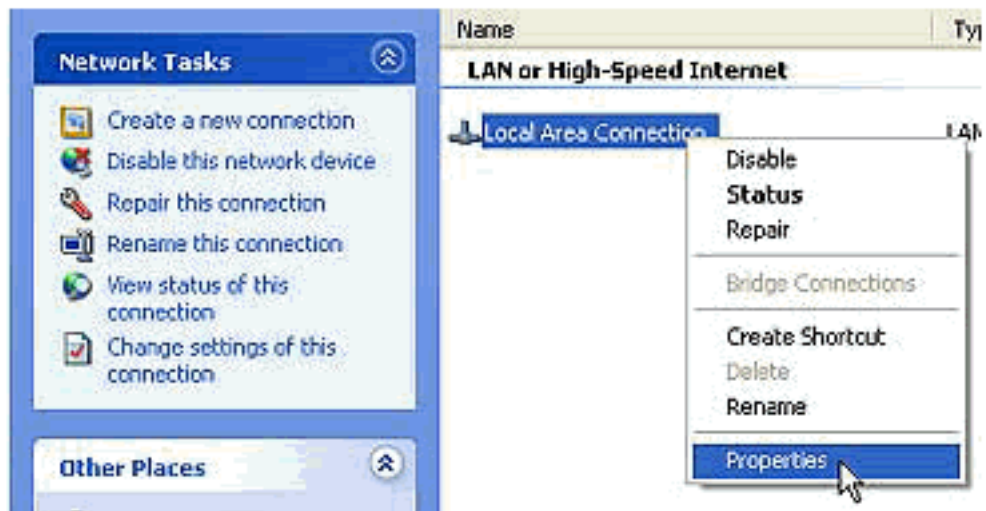 Network Tasks
Create a new connection
Disable this network device
Repair this connection
Rename this connection
View status of this
connection
Change settings of this
connection
Other Places
Name
LAN or High-Speed Internet
Local Area Connection
Disable
Status
Repair
Bridge Connections
Create Shortcut
Delete
Rename
Properties